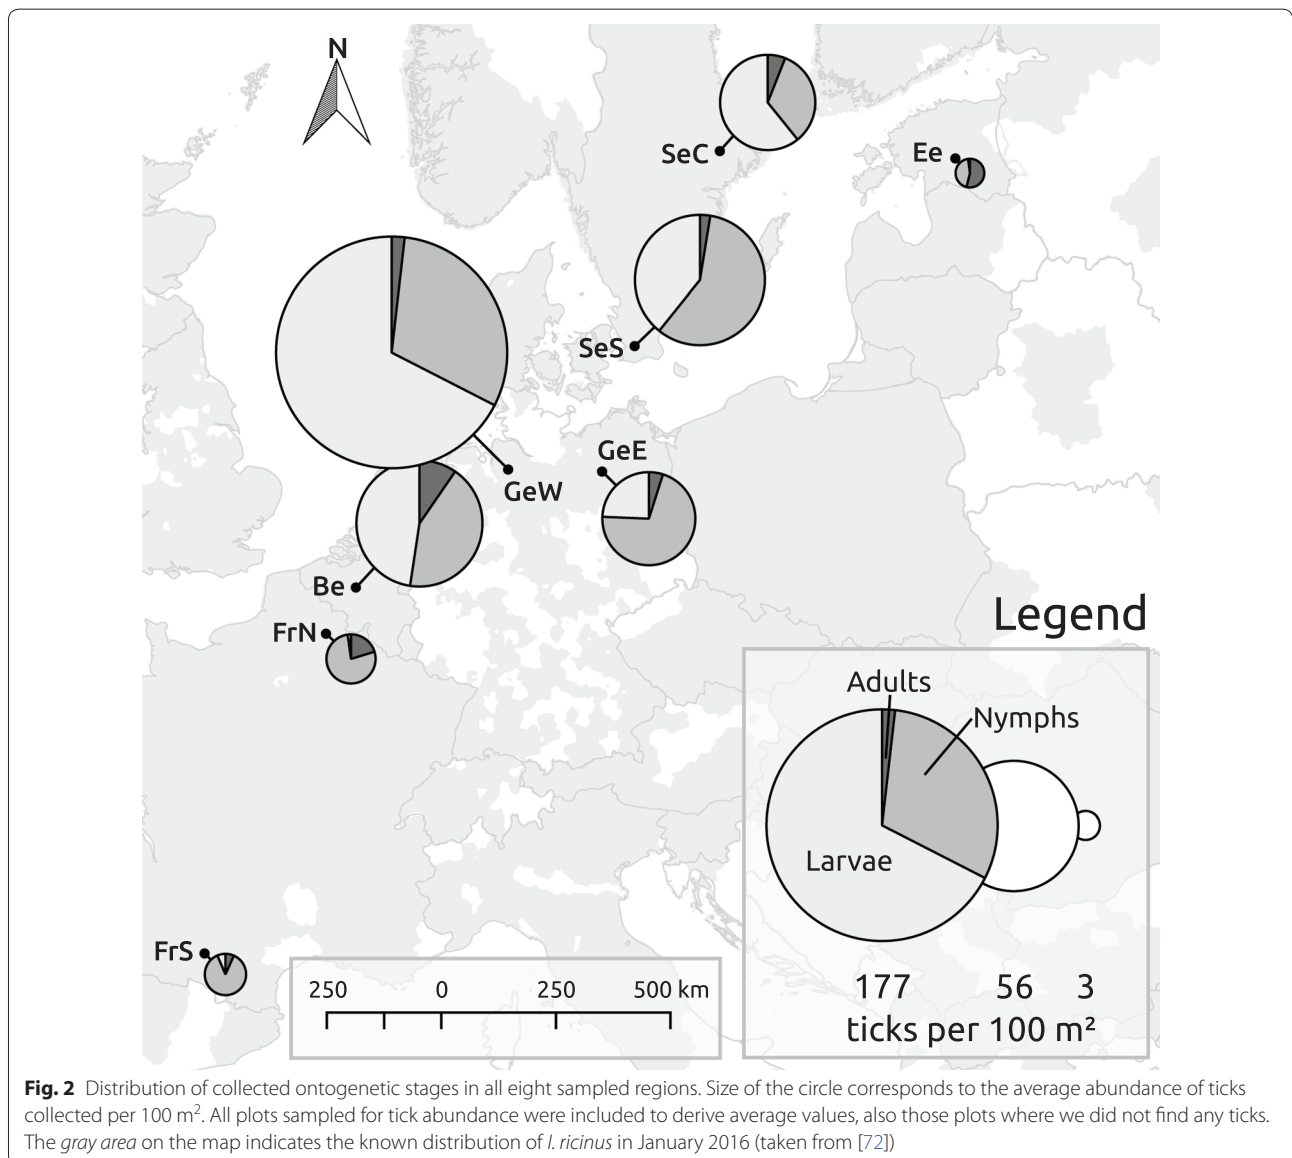 N
SeC
Ee
SeS
GeE
GeW
Be
FrN
Legend
Adults
Nymphs
Larvae
FrS
250 0 250 500 km
177 56 3
ticks per 100 m²
Fig. 2 Distribution of collected ontogenetic stages in all eight sampled regions. Size of the circle corresponds to the average abundance of ticks
collected per 100 m². All plots sampled for tick abundance were included to derive average values, also those plots where we did not find any ticks.
The gray area on the map indicates the known distribution of I. ricinus in January 2016 (taken from [72])